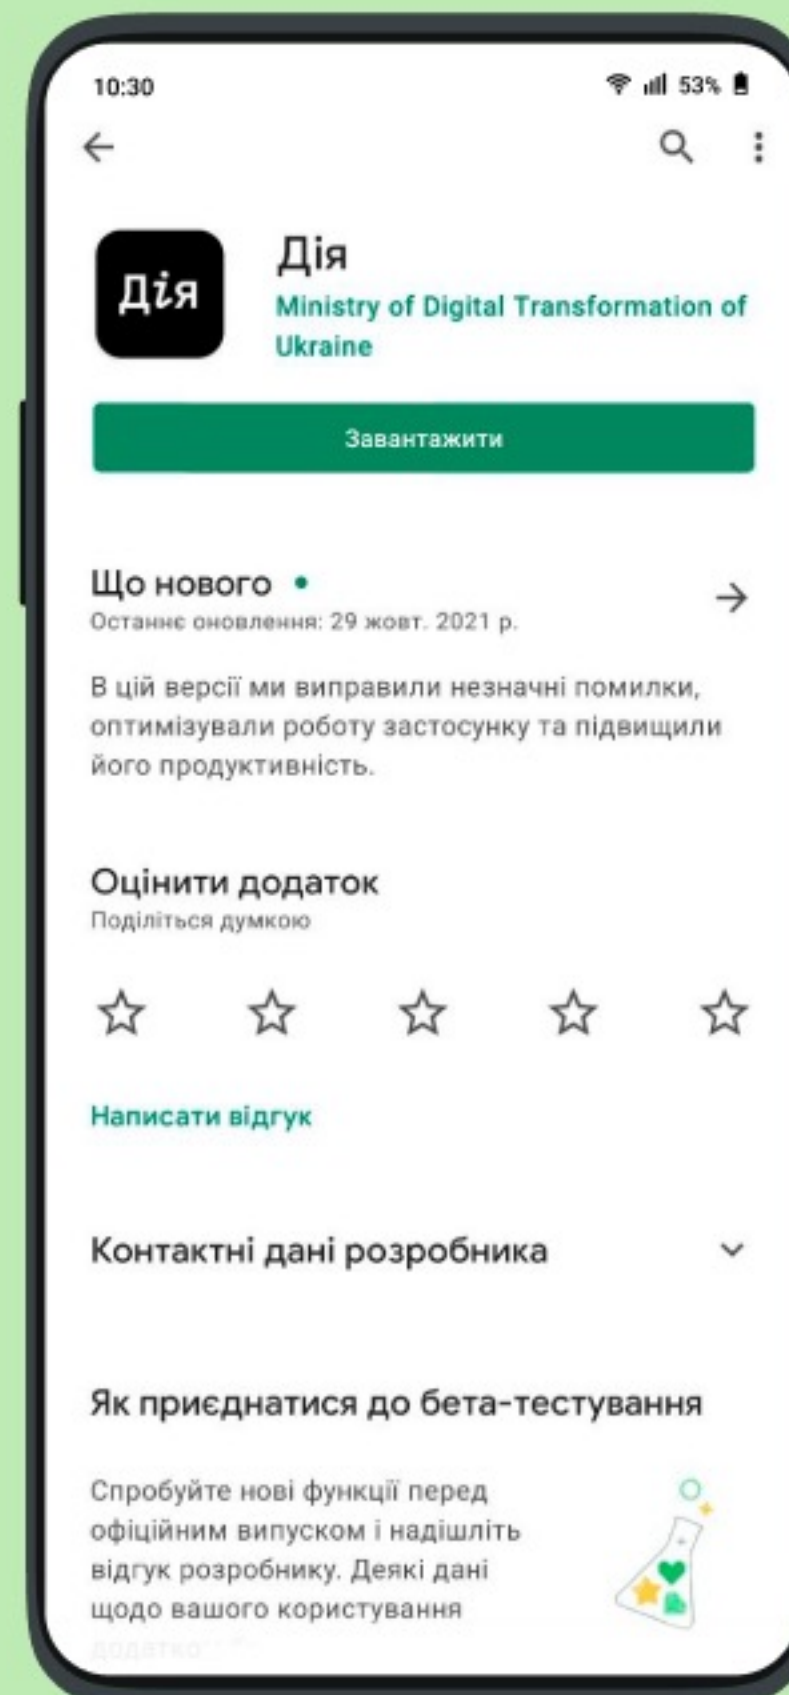 10:30
53%
Дія
Дія
Ministry of Digital Transformation of
Ukraine
Завантажити
Що нового •
Останнє оновлення: 29 жовт. 2021 р.
В цій версії ми виправили незначні помилки,
оптимізували роботу застосунку та підвищили
його продуктивність.
Оцінити додаток
Поділіться думкою
Написати відгук
Контактні дані розробника
Як приєднатися до бета-тестування
Спробуйте нові функції перед
офіційним випуском і надішліть
відгук розробнику. Деякі дані
щодо вашого користування